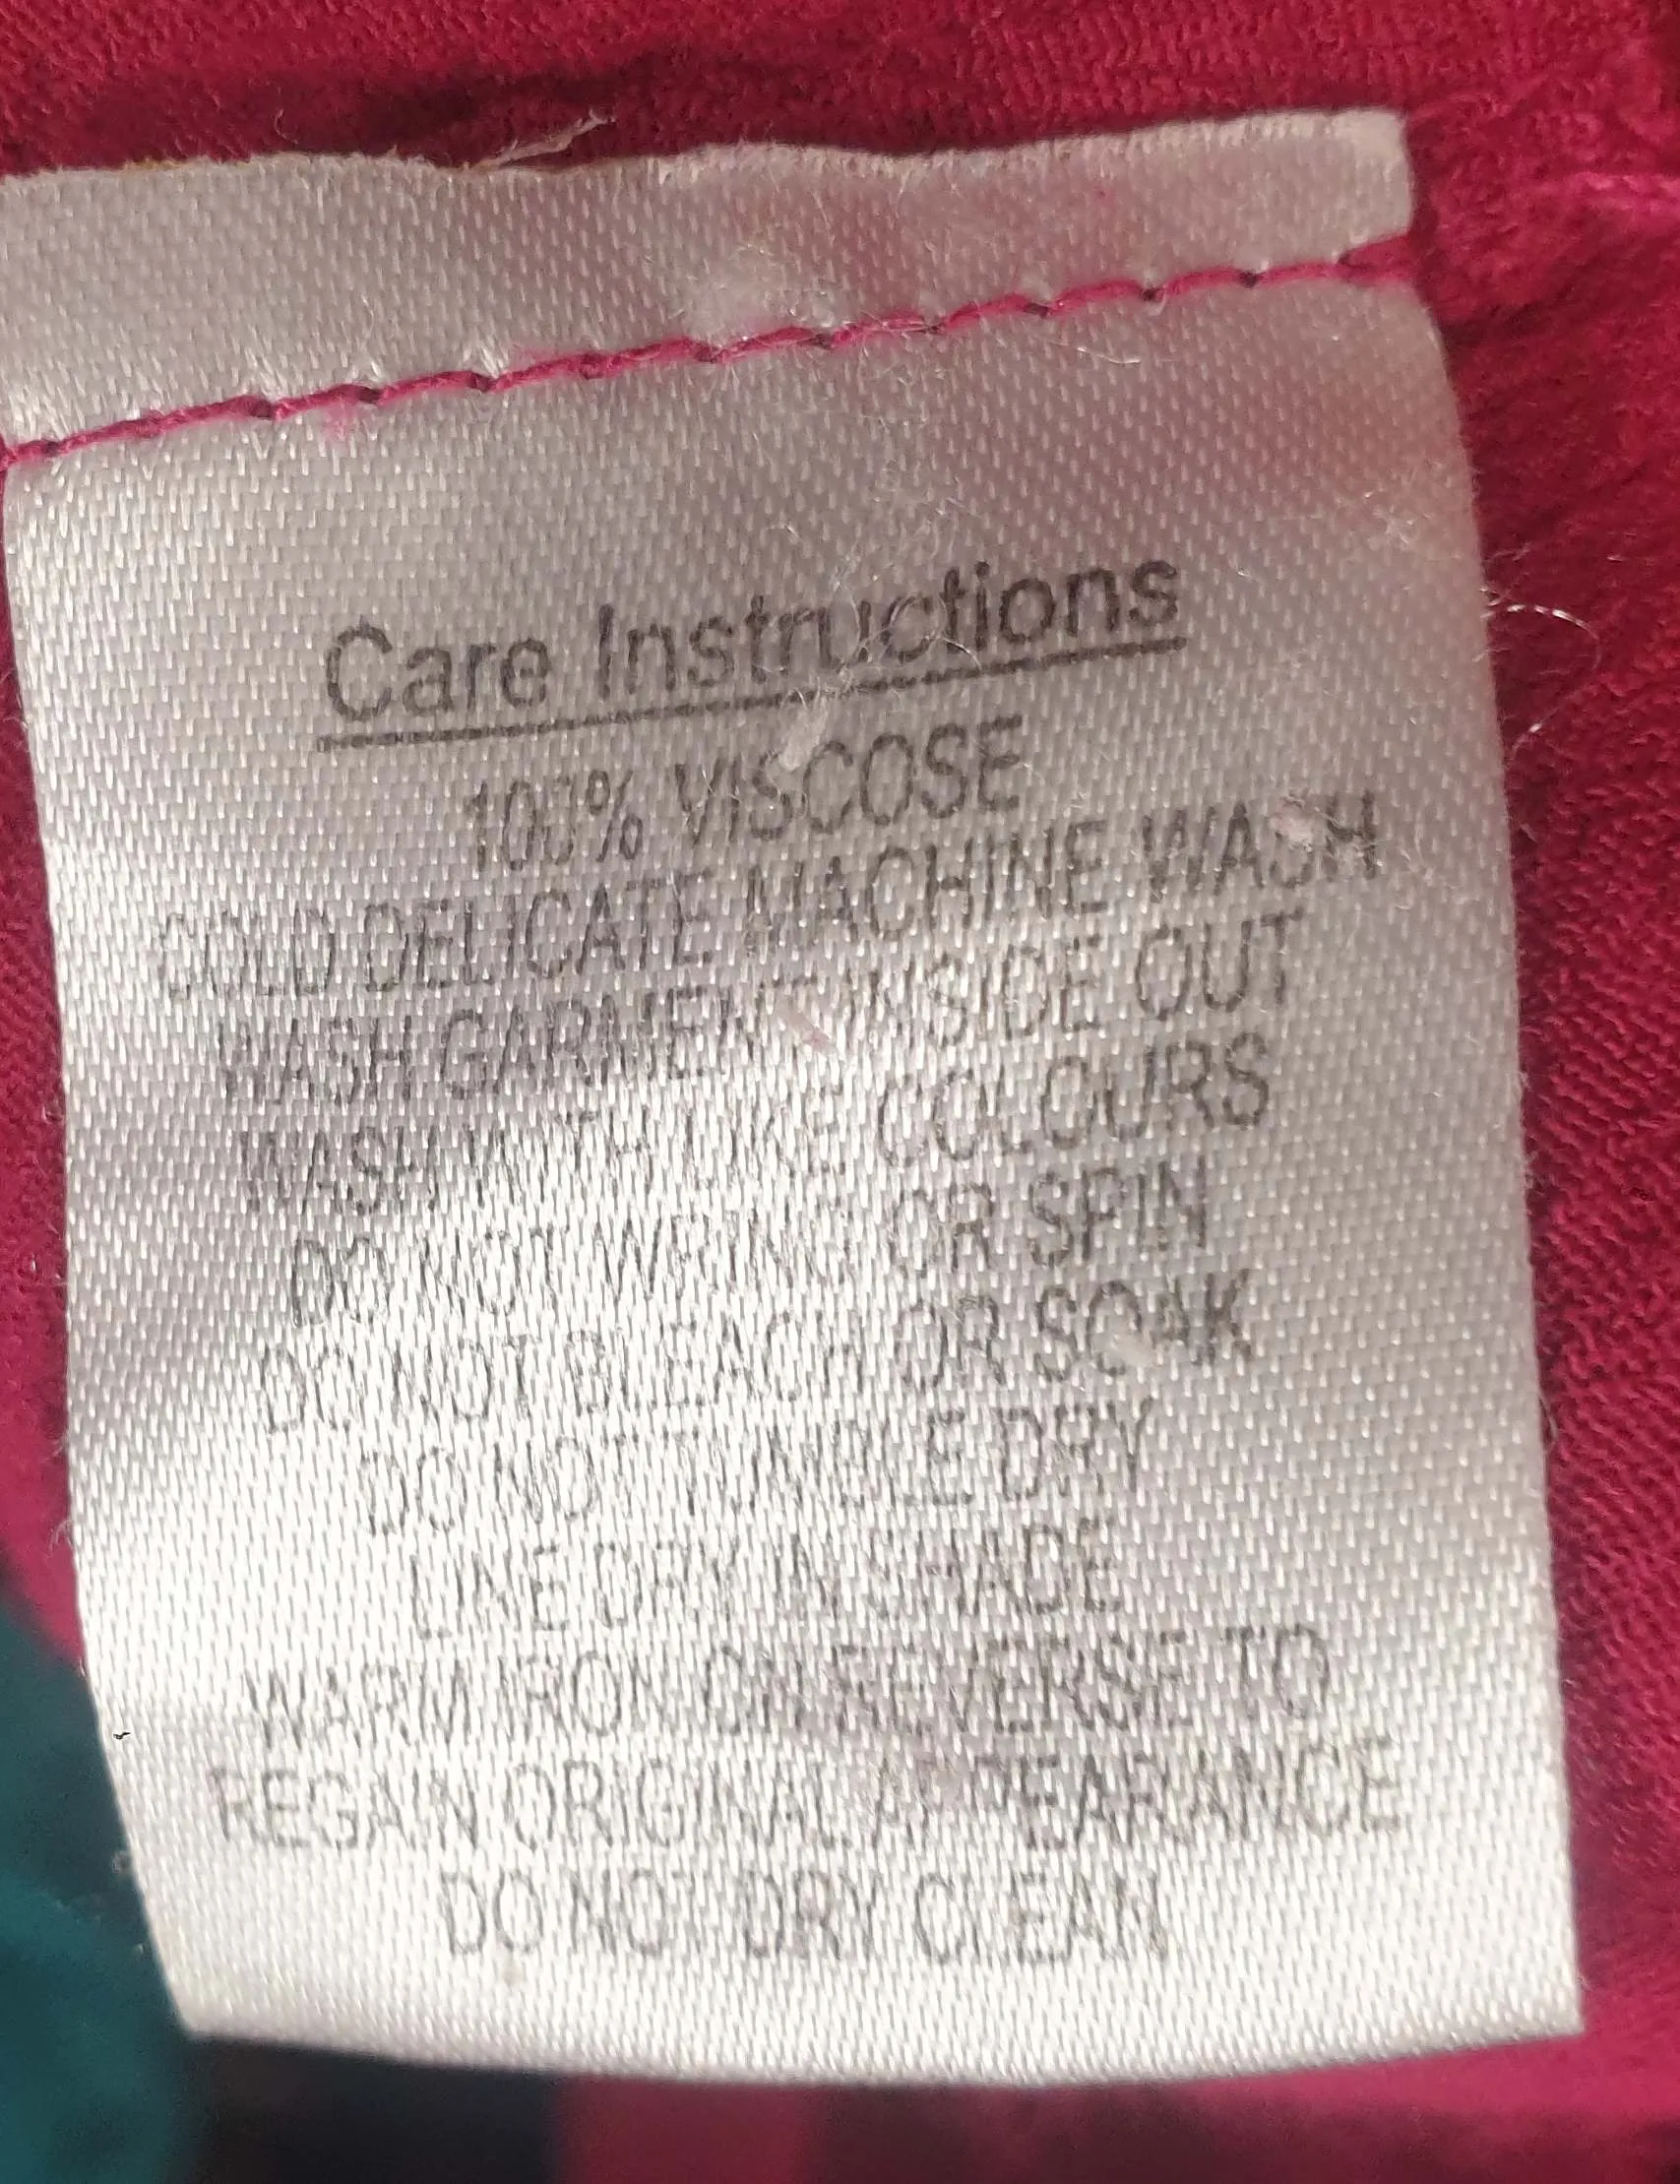 Care Instructions
100% VISCOSE
COLD DELICATE MACHINE WASH
WASH GARMENT INSIDE OUT
WASH WITH LIKE COLOURS
DO NOT WRING OR SPIN
DO NOT BLEACH OR SOAK
DO NOT TUMBLE DRY
LINE DRY IN SHADE
WARM IRON ON REVERSE TO
REGAIN ORIGINAL APPEARANCE
DO NOT DRY CLEAN